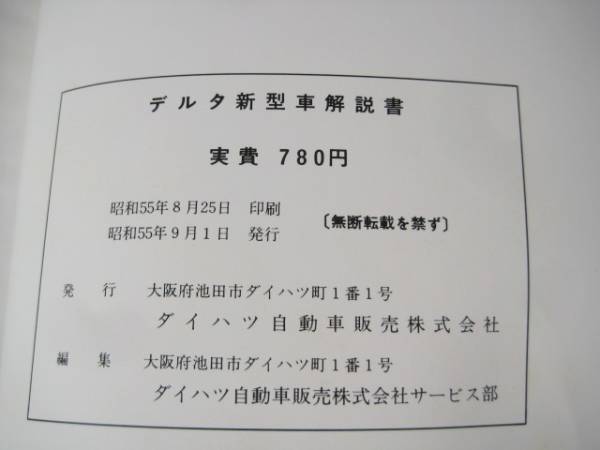 デルタ新型車解説書
実費 780円
昭和55年8月25日 印刷
昭和55年9月1日 発行
〔無断転載を禁ず〕
発行 大阪府池田市ダイハツ町1番1号
ダイハツ自動車販売株式会社
編集 大阪府池田市ダイハツ町1番1号
ダイハツ自動車販売株式会社サービス部